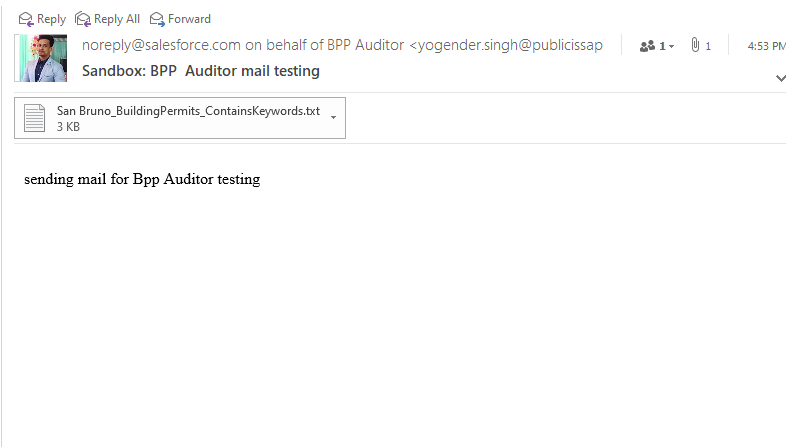 Reply Reply All Forward
noreply@salesforce.com on behalf of BPP Auditor <yogender.singh@publicissap 1 1 4:53 PM
Sandbox: BPP  Auditor mail testing
San Bruno_BuildingPermits_ContainsKeywords.txt
3 KB
sending mail for Bpp Auditor testing